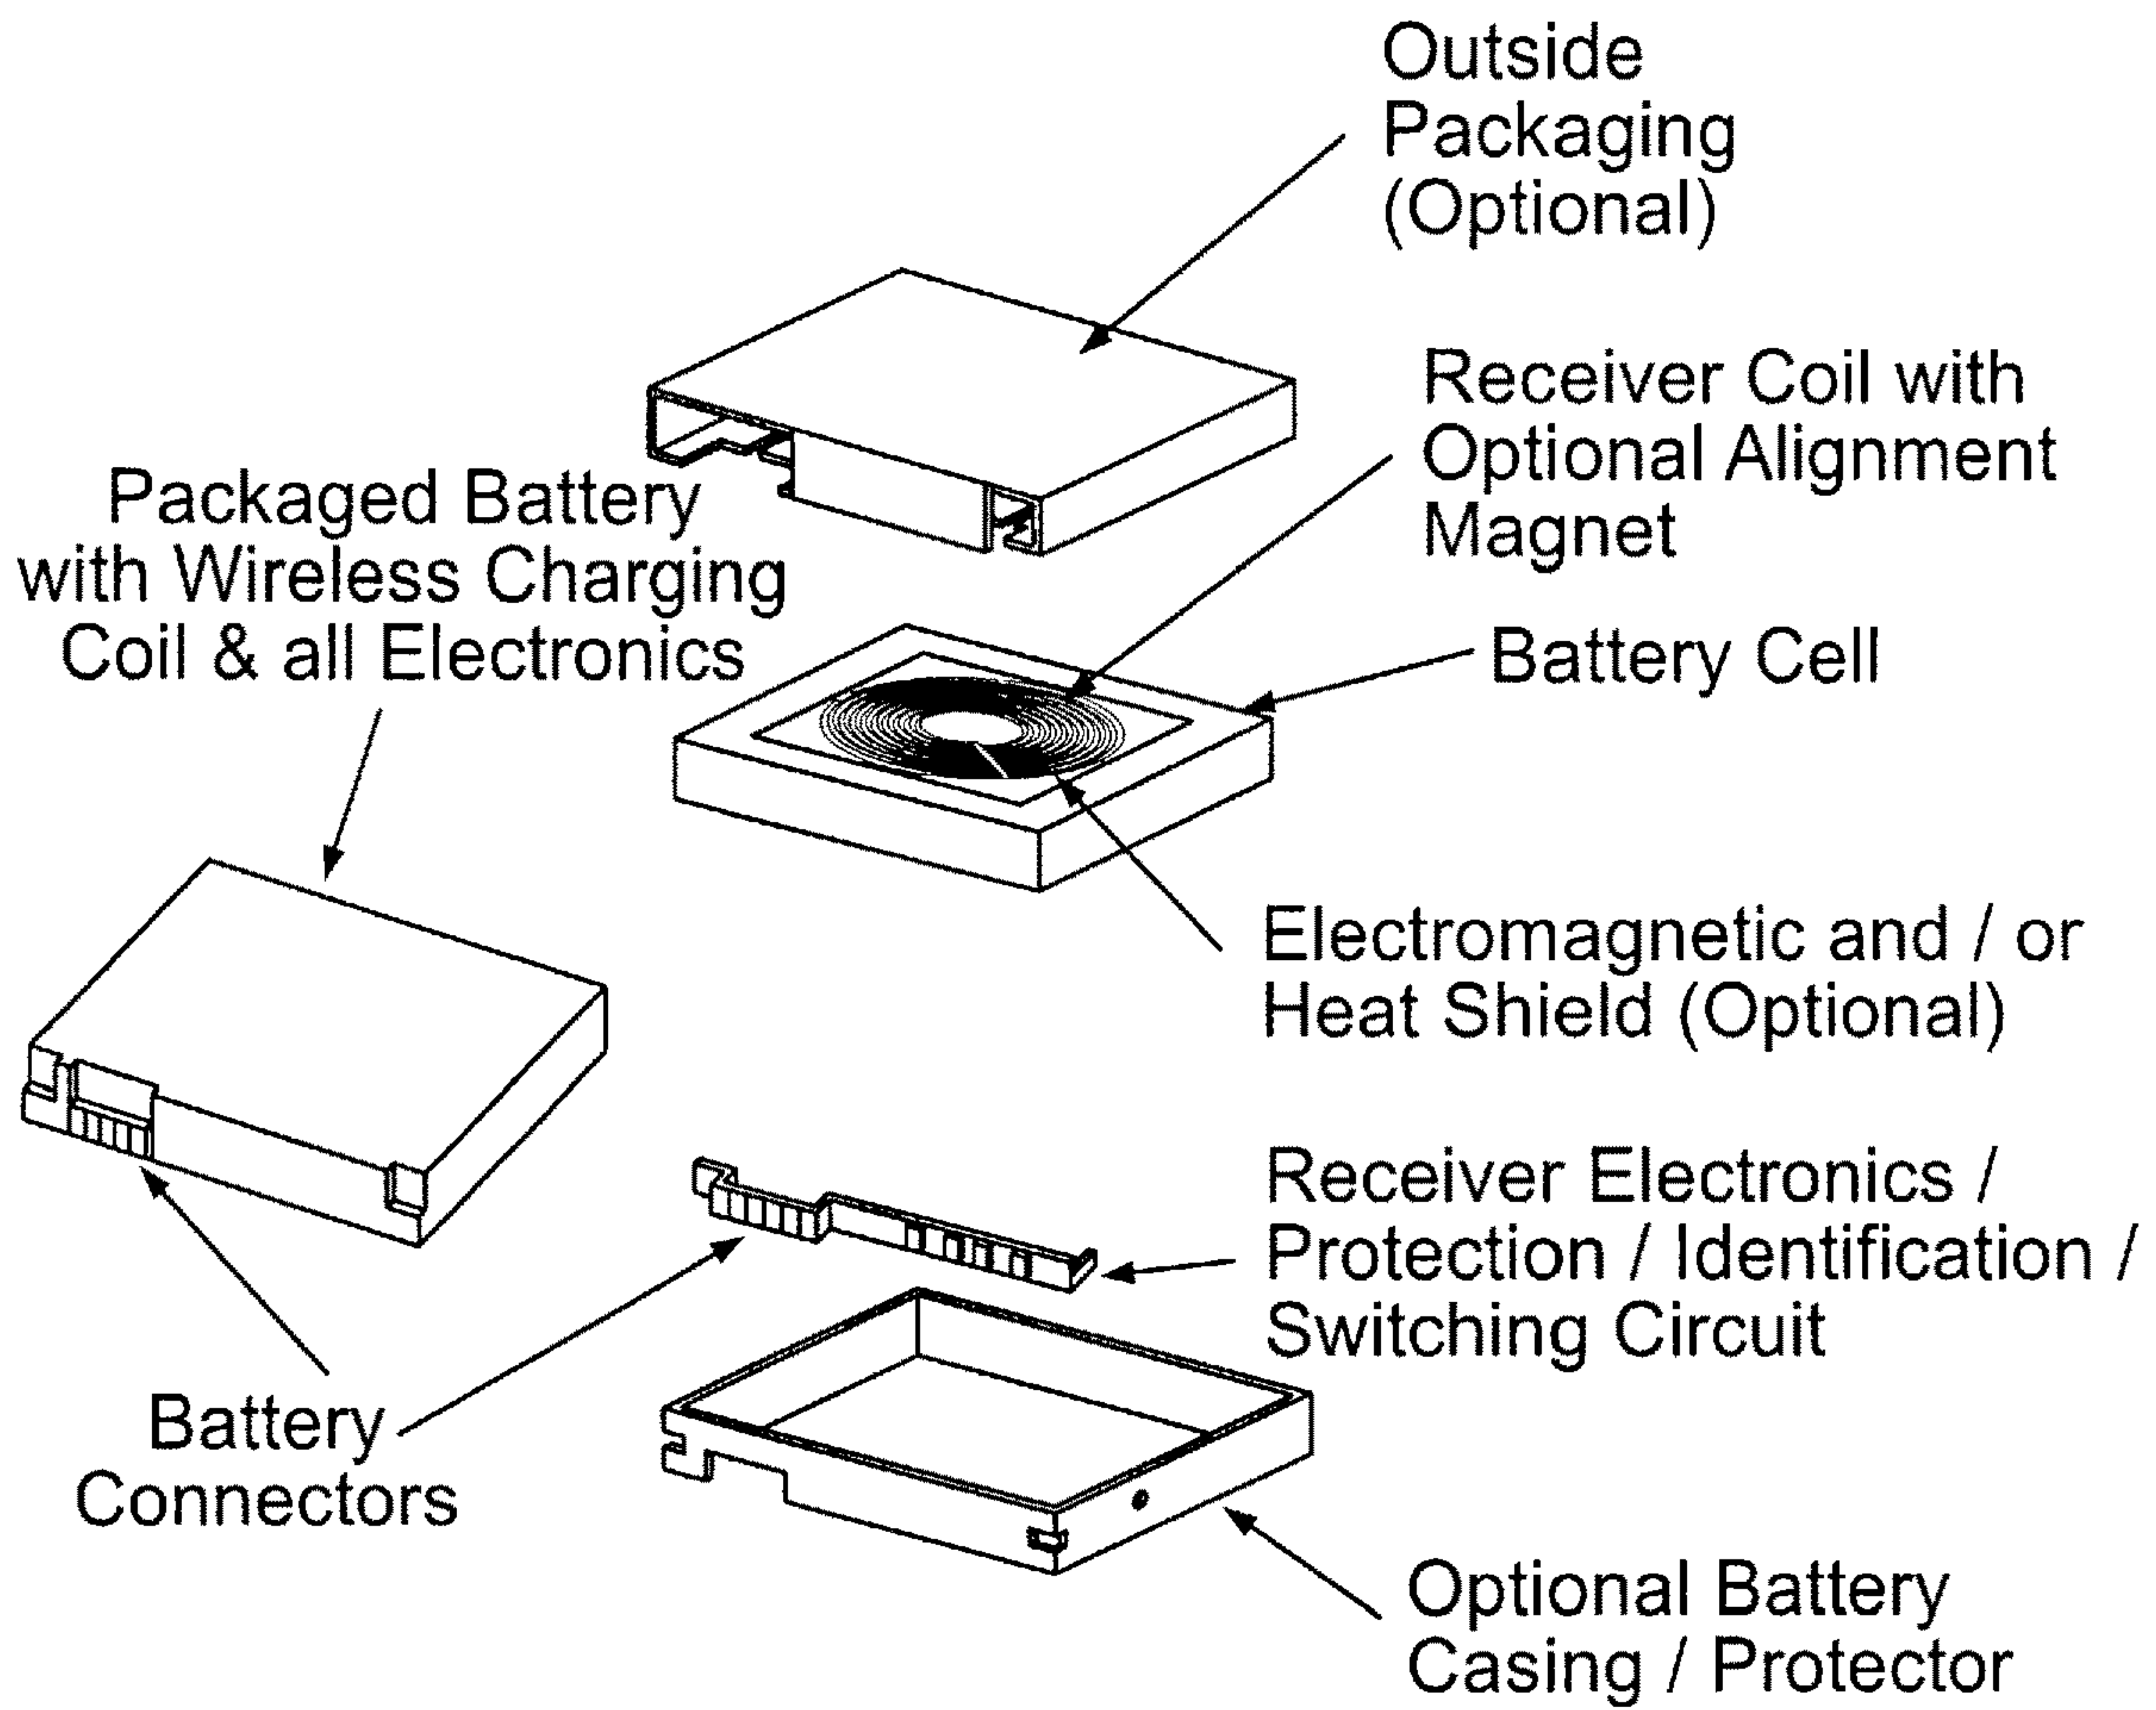 Outside
Packaging
(Optional)
Receiver Coil with
Optional Alignment
Magnet
Packaged Battery
with Wireless Charging
Coil & all Electronics
Battery Cell
Electromagnetic and / or
Heat Shield (Optional)
Receiver Electronics /
Protection / Identification /
Switching Circuit
Battery
Connectors
Optional Battery
Casing / Protector